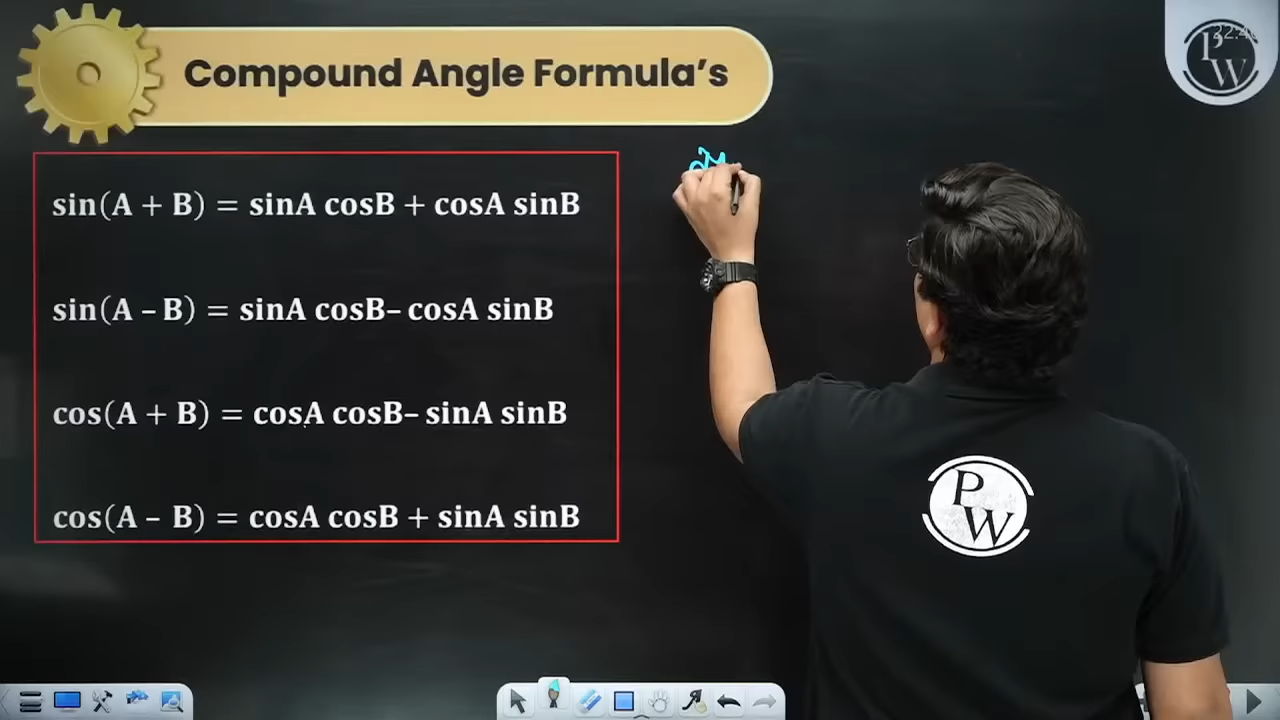 Compound Angle Formula’s
sin(A + B) = sinA cosB + cosA sinB
sin(A – B) = sinA cosB– cosA sinB
cos(A + B) = cosA cosB– sinA sinB
cos(A – B) = cosA cosB + sinA sinB
PW
PW